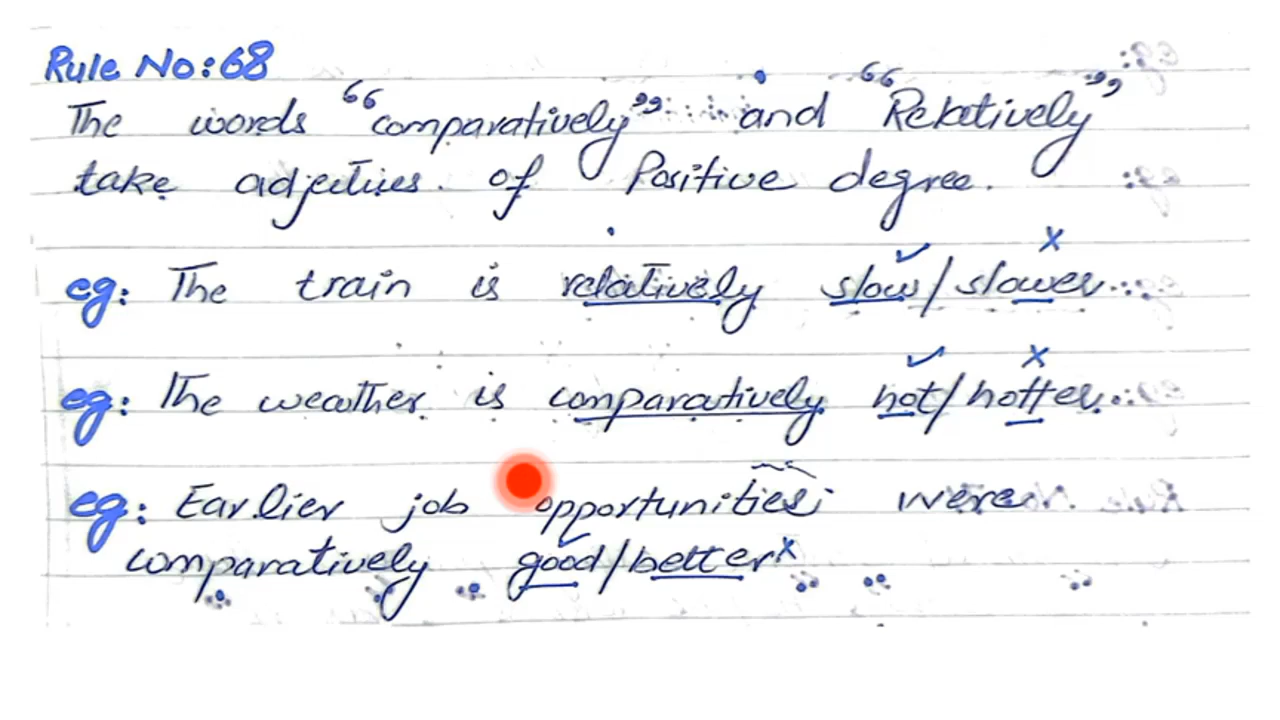 Rule No:68
The words "comparatively" and "Relatively"
take adjectives of Positive degree.
eg: The train is relatively slow/slower.
eg: The weather is comparatively hot/hotter.
eg: Earlier job opportunities were
comparatively good/better